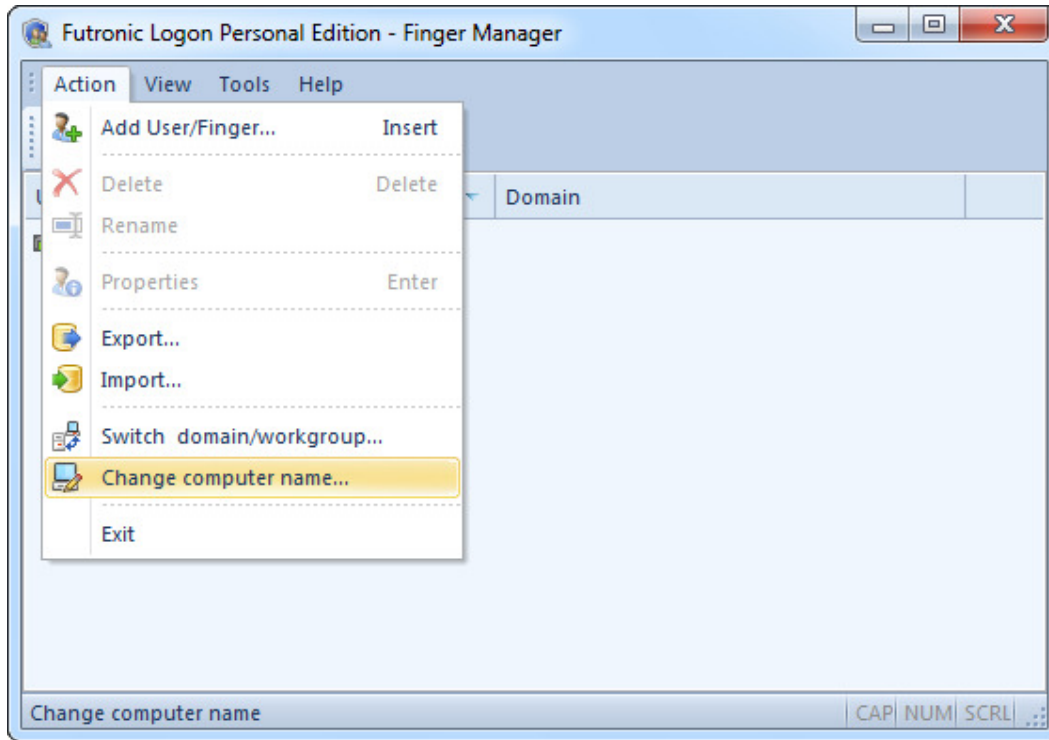 Futronic Logon Personal Edition - Finger Manager
Action View Tools Help
Add User/Finger... Insert
Delete Delete
Domain
Rename
Properties Enter
Export...
Import...
Switch domain/workgroup...
Change computer name...
Exit
Change computer name CAP NUM SCRL